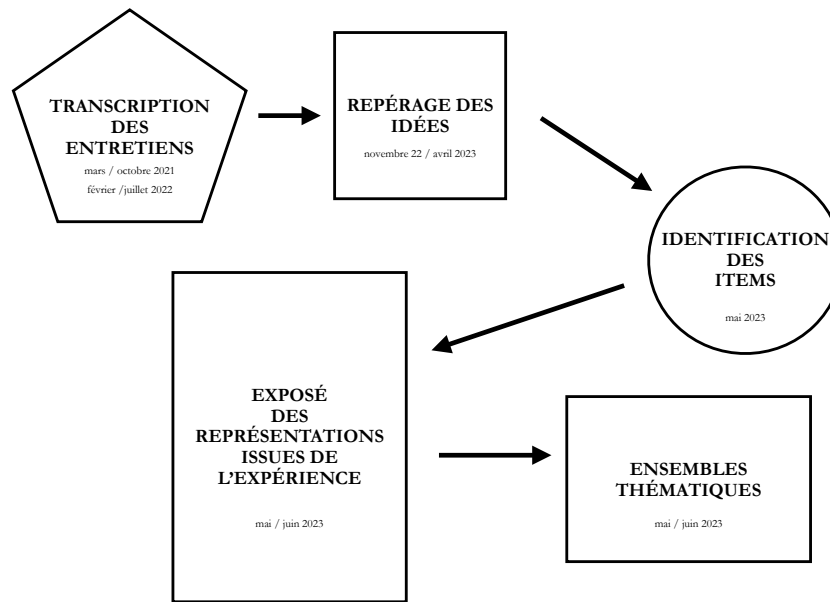 TRANSCRIPTION
DES
ENTRETIENS
mars / octobre 2021
février /juillet 2022
REPÉRAGE DES
IDÉES
novembre 22 / avril 2023
IDENTIFICATION
DES
ITEMS
mai 2023
EXPOSÉ
DES
REPRÉSENTATIONS
ISSUES DE
L’EXPÉRIENCE
mai / juin 2023
ENSEMBLES
THÉMATIQUES
mai / juin 2023